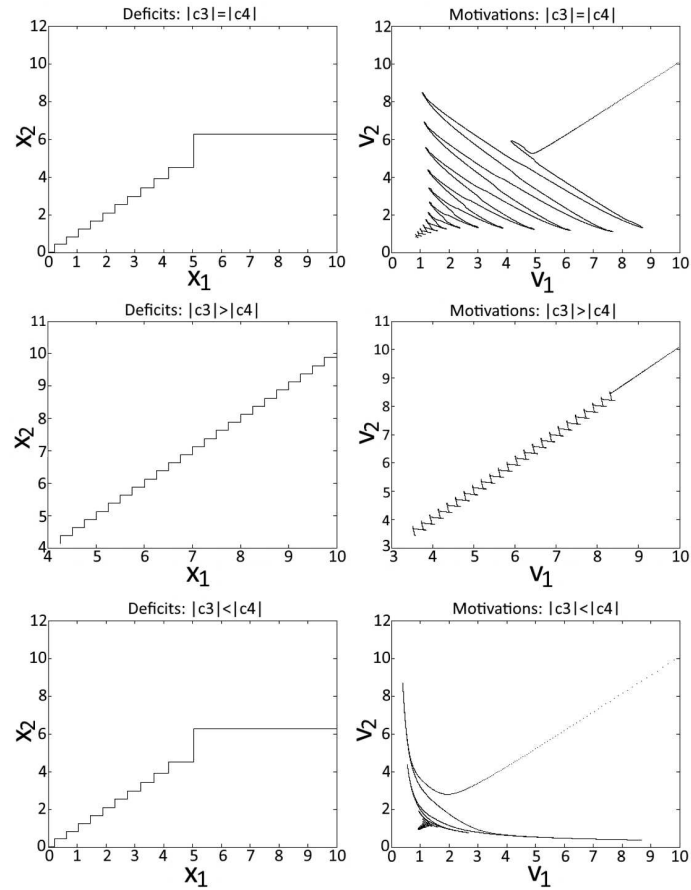 Deficits: |c3|=|c4|
12
10
8
6
4
2
0
X2
0 1 2 3 4 5 6 7 8 9 10
X1
Motivations: |c3|=|c4|
12
10
8
6
4
2
0
V2
0 1 2 3 4 5 6 7 8 9 10
V1
Deficits: |c3|>|c4|
11
10
9
8
7
6
5
4
X2
4 5 6 7 8 9 10
X1
Motivations: |c3|>|c4|
11
10
9
8
7
6
5
4
3
V2
3 4 5 6 7 8 9 10
V1
Deficits: |c3|<|c4|
12
10
8
6
4
2
0
X2
0 1 2 3 4 5 6 7 8 9 10
X1
Motivations: |c3|<|c4|
12
10
8
6
4
2
0
V2
0 1 2 3 4 5 6 7 8 9 10
V1